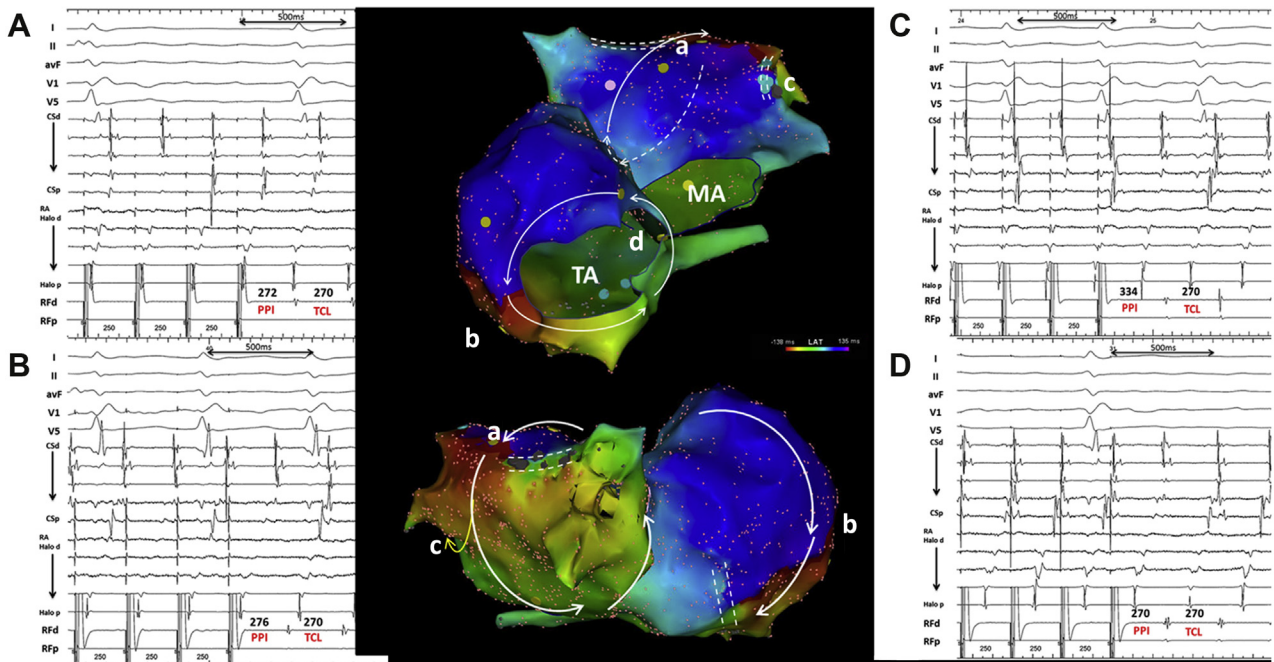 A
500ms
I
II
avF
V1
V5
CSd
CSp
RA
Halo d
Halo p
RFd
RFp
272
270
PPI
TCL
250
250
250
B
500ms
I
II
avF
V1
V5
CSd
CSp
RA
Halo d
Halo p
RFd
RFp
276
270
PPI
TCL
250
250
250
a
c
MA
d
TA
b
-138 ms
LAT
135 ms
a
b
c
C
24
25
500ms
I
II
avF
V1
V5
CSd
CSp
RA
Halo d
Halo p
RFd
RFp
334
270
PPI
TCL
250
250
250
D
31
500ms
I
II
avF
V1
V5
CSd
CSp
RA
Halo d
Halo p
RFd
RFp
270
270
PPI
TCL
250
250
250